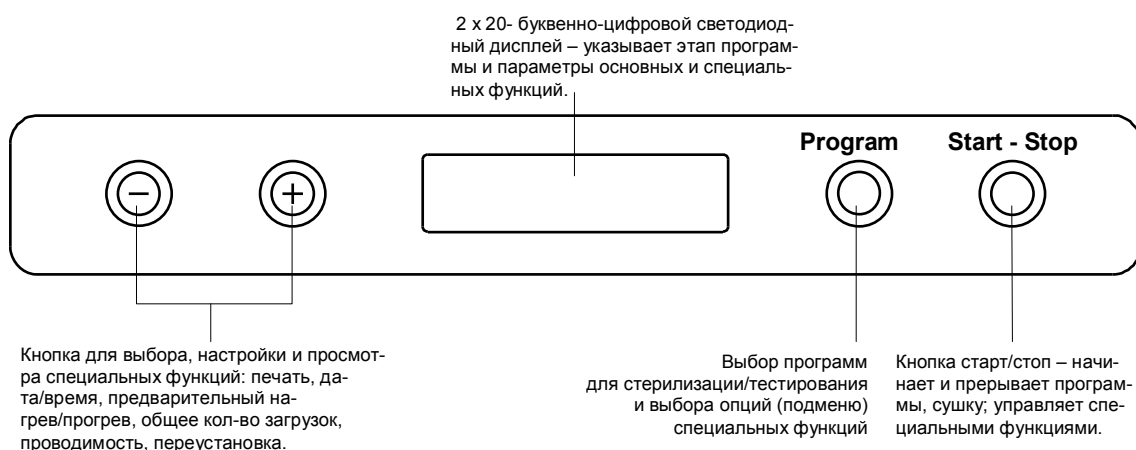 2 x 20- буквенно-цифровой светодиод-
ный дисплей – указывает этап програм-
мы и параметры основных и специаль-
ных функций.
Program
Start - Stop
– +
Кнопка для выбора, настройки и просмот-
ра специальных функций: печать, да-
та/время, предварительный на-
грев/прогрев, общее кол-во загрузок,
проводимость, переустановка.
Выбор программ
для стерилизации/тестирования
и выбора опций (подменю)
специальных функций
Кнопка старт/стоп – начи-
нает и прерывает програм-
мы, сушку; управляет спе-
циальными функциями.